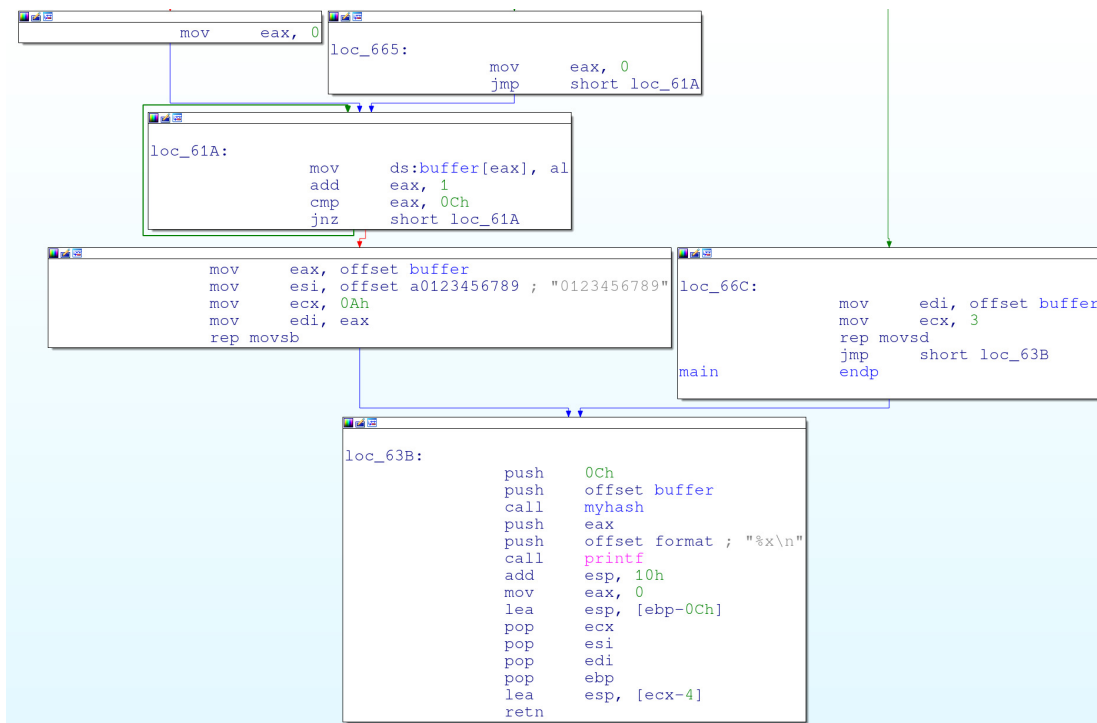 mov eax, 0
loc_665:
mov eax, 0
jmp short loc_61A
loc_61A:
mov ds:buffer[eax], al
add eax, 1
cmp eax, 0Ch
jnz short loc_61A
mov eax, offset buffer
mov esi, offset a0123456789 ; "0123456789"
mov ecx, 0Ah
mov edi, eax
rep movsb
loc_66C:
mov edi, offset buffer
mov ecx, 3
rep movsd
jmp short loc_63B
main endp
loc_63B:
push 0Ch
push offset buffer
call myhash
push eax
push offset format ; "%x\n"
call printf
add esp, 10h
mov eax, 0
lea esp, [ebp-0Ch]
pop ecx
pop esi
pop edi
pop ebp
lea esp, [ecx-4]
retn